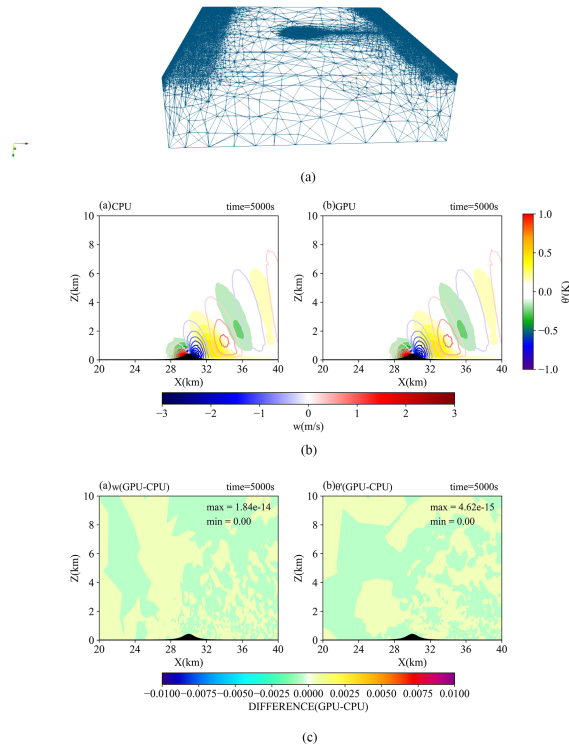 (a)
(a)CPU time=5000s
(b)GPU time=5000s
10
8
6
4
2
0
Z(km)
20 24 28 32 36 40
X(km)
10
8
6
4
2
0
Z(km)
20 24 28 32 36 40
X(km)
1.0
0.5
0.0
−0.5
−1.0
θ'(K)
−3 −2 −1 0 1 2 3
w(m/s)
(b)
(a)w(GPU-CPU) time=5000s
(b)θ'(GPU-CPU) time=5000s
max = 1.84e-14
min = 0.00
10
8
6
4
2
0
Z(km)
20 24 28 32 36 40
X(km)
max = 4.62e-15
min = 0.00
10
8
6
4
2
0
Z(km)
20 24 28 32 36 40
X(km)
−0.0100−0.0075−0.0050−0.0025 0.0000 0.0025 0.0050 0.0075 0.0100
DIFFERENCE(GPU-CPU)
(c)